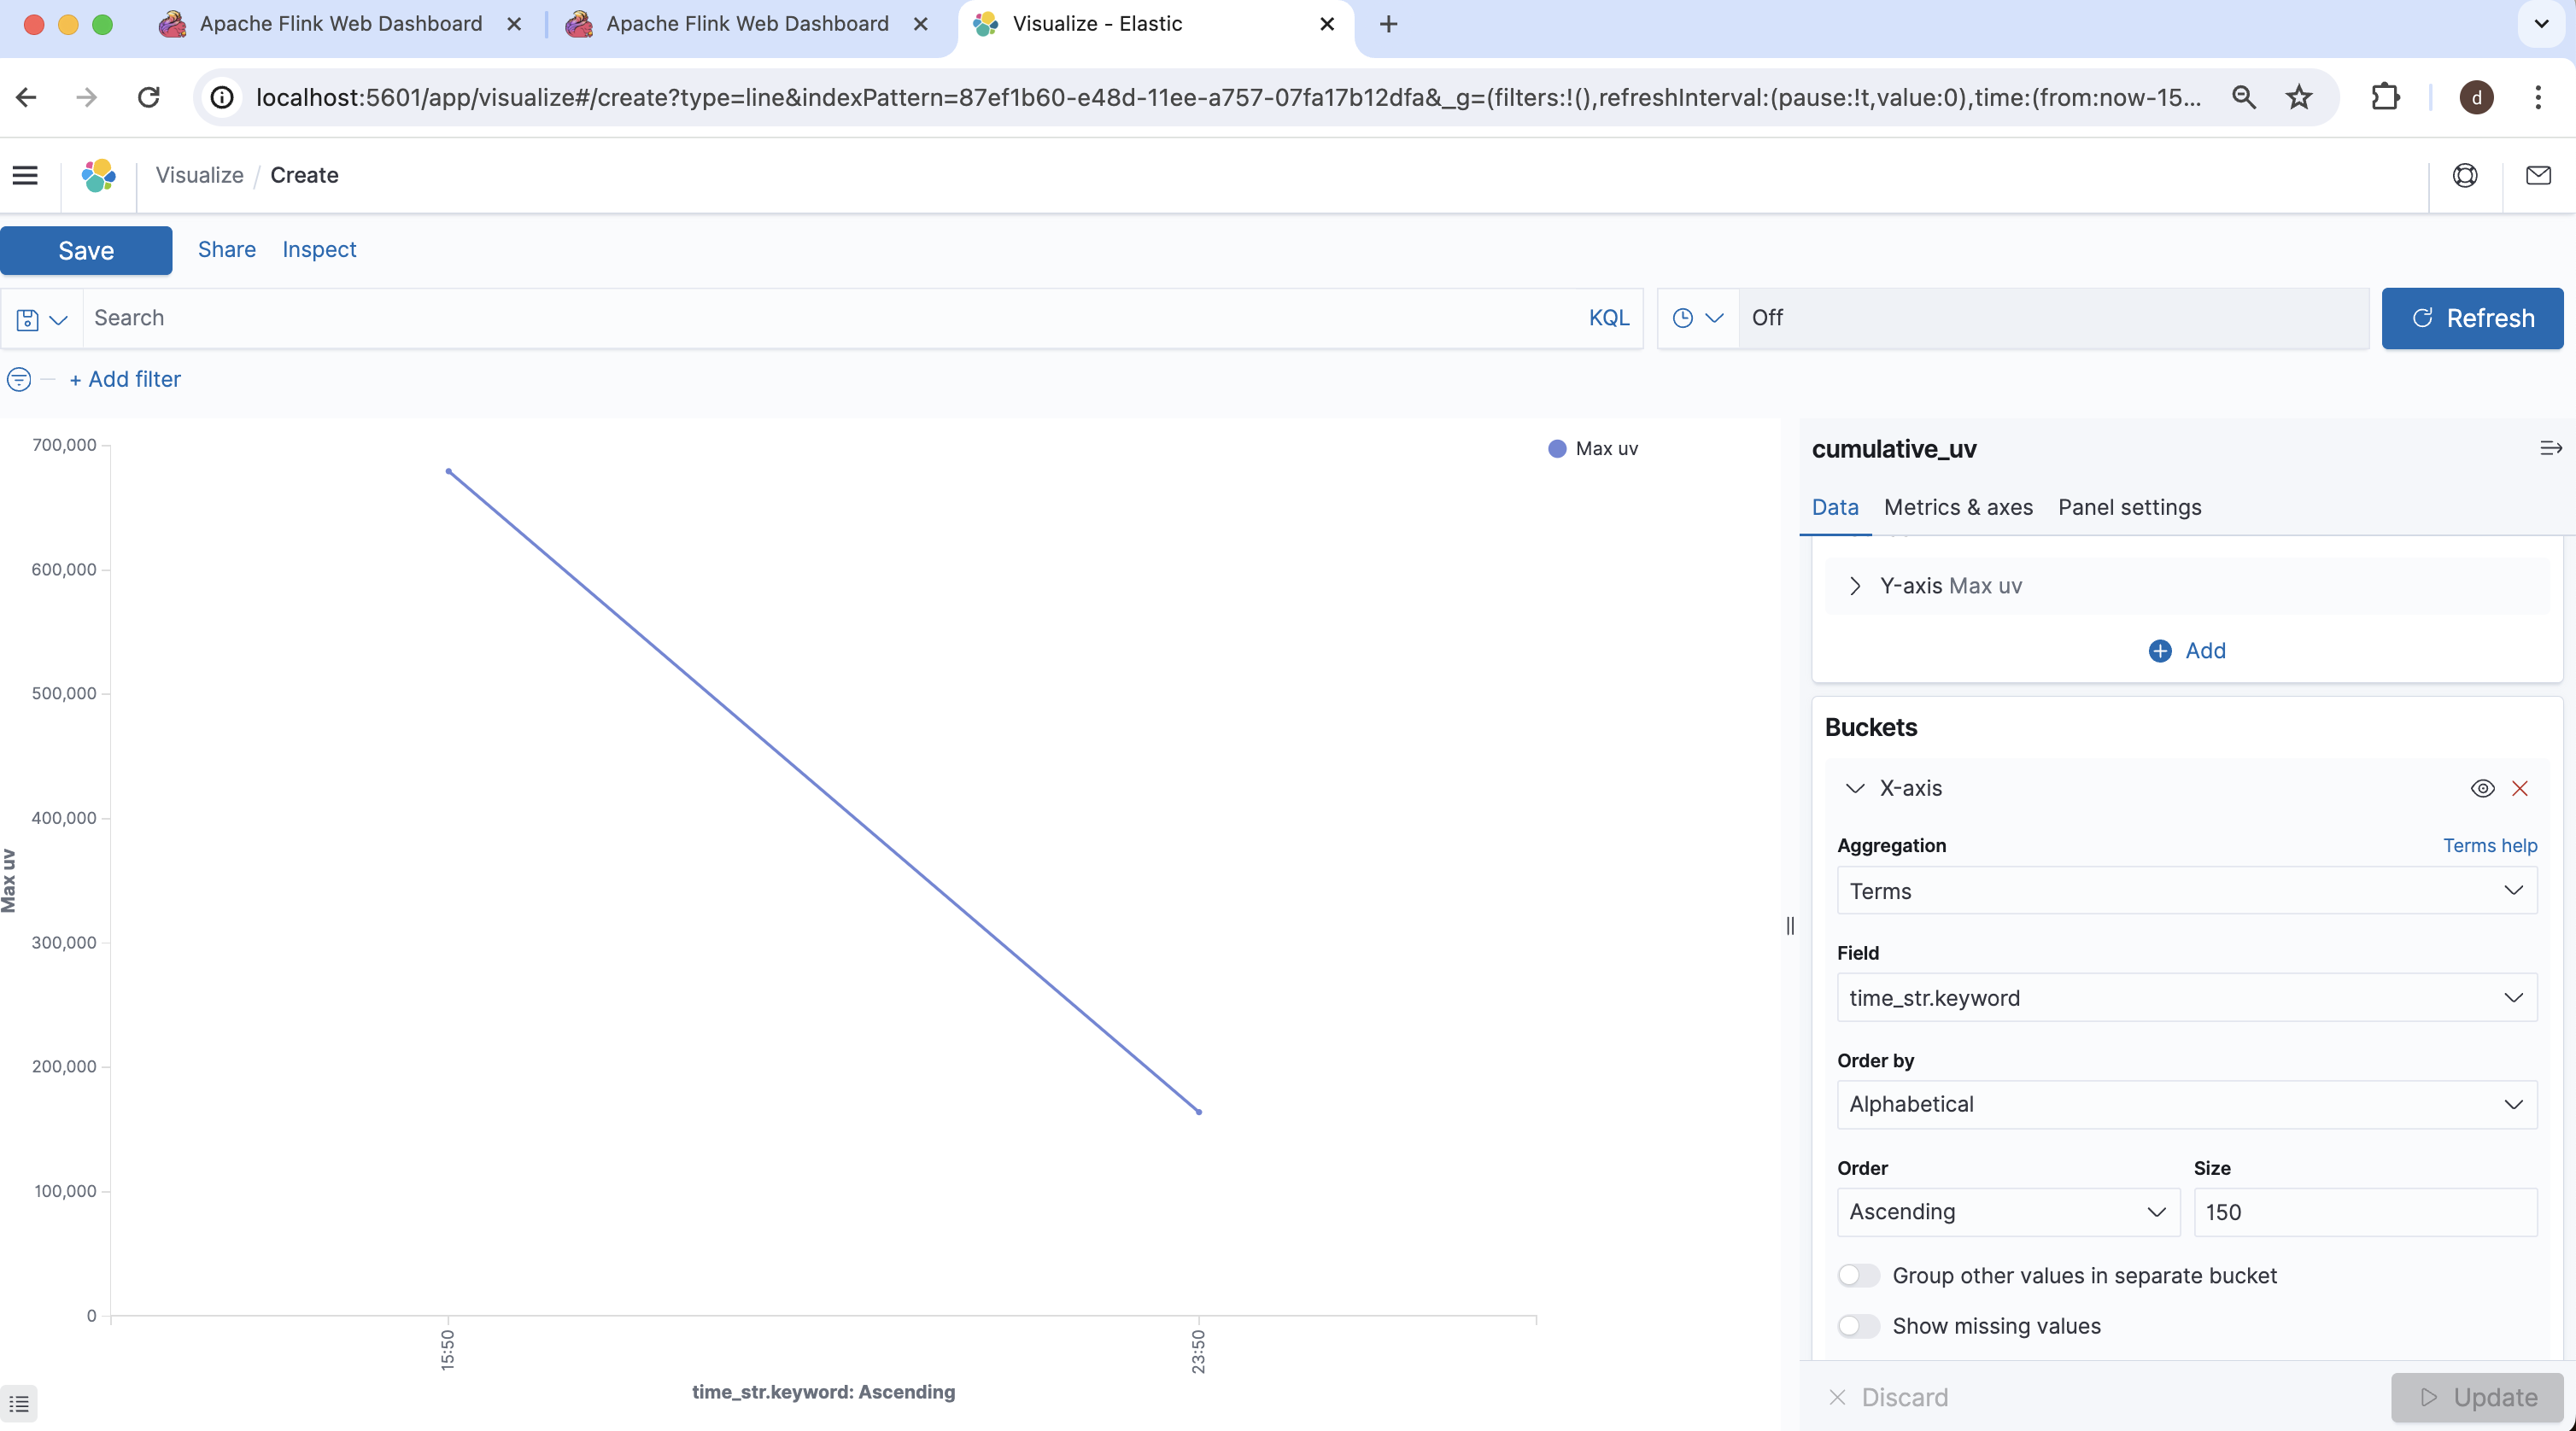 Apache Flink Web Dashboard
Apache Flink Web Dashboard
Visualize - Elastic
localhost:5601/app/visualize#/create?type=line&indexPattern=87ef1b60-e48d-11ee-a757-07fa17b12dfa&_g=(filters:!(),refreshInterval:(pause:!t,value:0),time:(from:now-15...
d
Visualize / Create
Save Share Inspect
Search KQL
Off
Refresh
+ Add filter
700,000
600,000
500,000
400,000
300,000
200,000
100,000
0
Max uv
15:50
23:50
time_str.keyword: Ascending
Max uv
cumulative_uv
Data Metrics & axes Panel settings
Y-axis Max uv
Add
Buckets
X-axis
Aggregation Terms help
Terms
Field
time_str.keyword
Order by
Alphabetical
Order Size
Ascending 150
Group other values in separate bucket
Show missing values
Discard Update